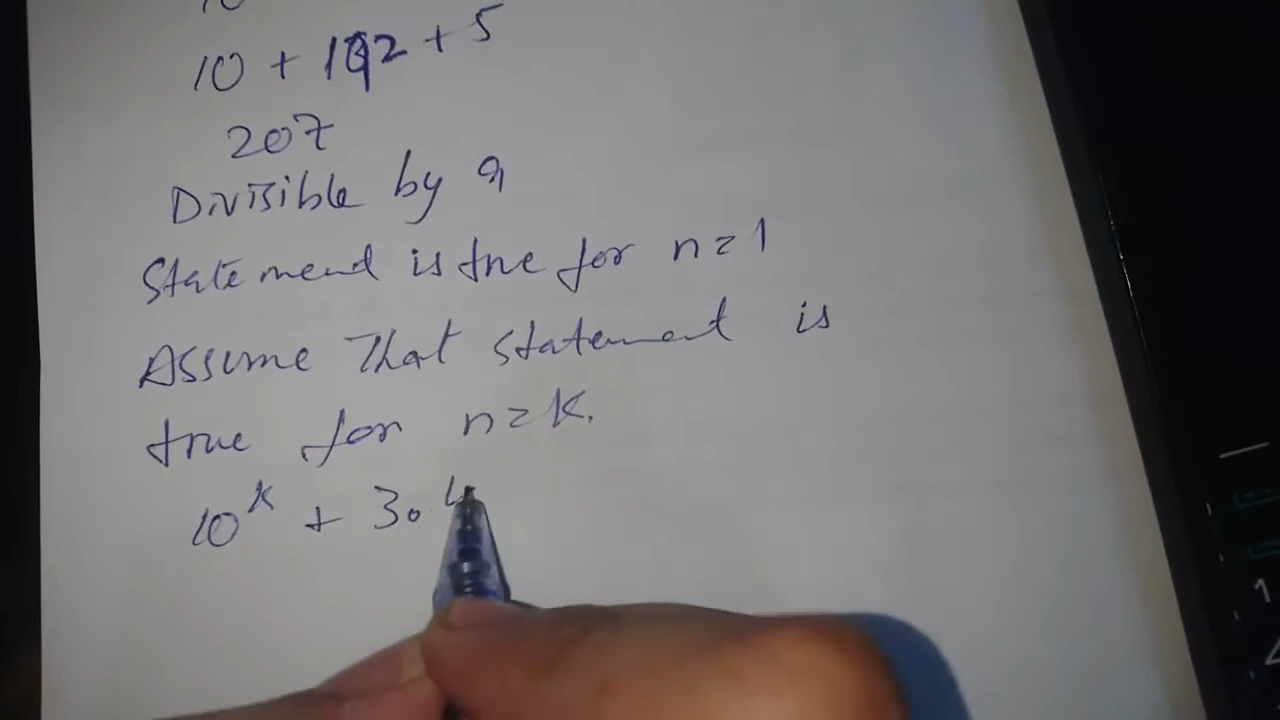 10
10 + 192 + 5
207
Divisible by 9
Statement is true for n=1
Assume That statement is
true for n=k.
10^k + 3.4